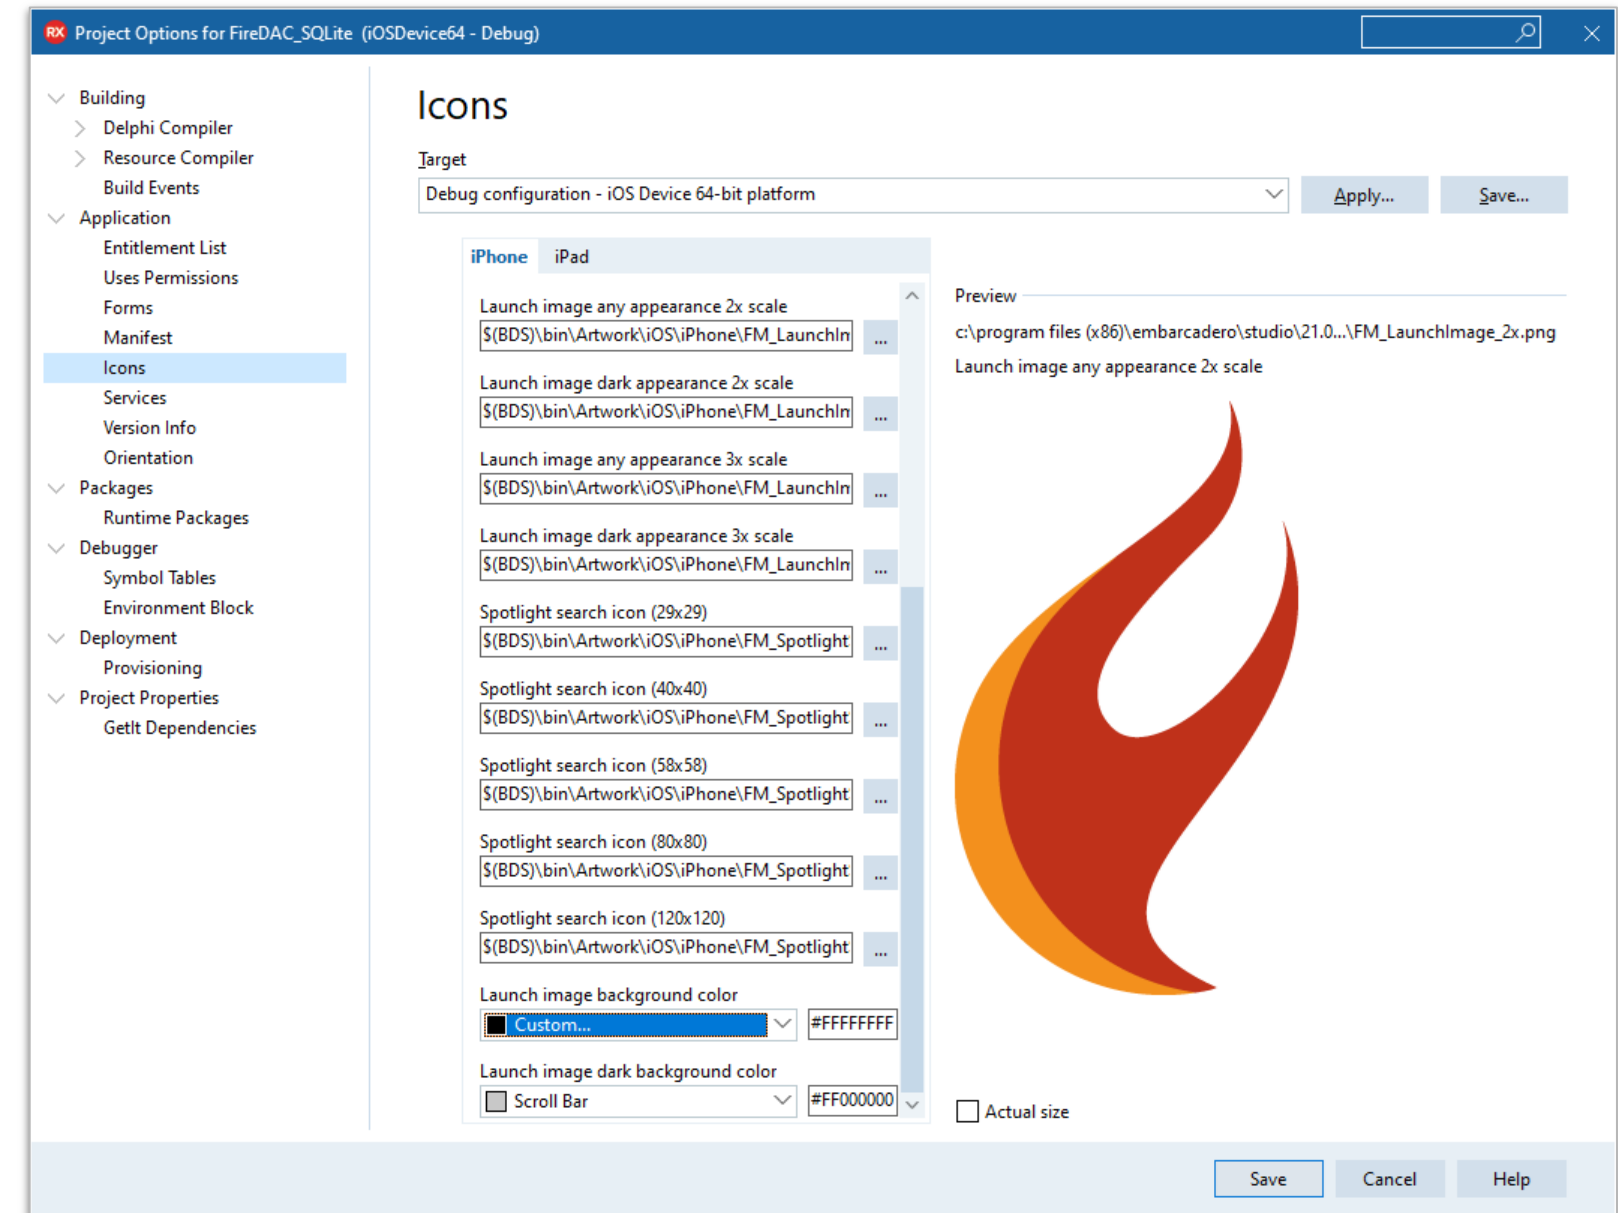 RX Project Options for FireDAC_SQLite (iOSDevice64 - Debug)
Building
Delphi Compiler
Resource Compiler
Build Events
Application
Entitlement List
Uses Permissions
Forms
Manifest
Icons
Services
Version Info
Orientation
Packages
Runtime Packages
Debugger
Symbol Tables
Environment Block
Deployment
Provisioning
Project Properties
GetIt Dependencies
Icons
Target
Debug configuration - iOS Device 64-bit platform
Apply...
Save...
iPhone
iPad
Launch image any appearance 2x scale
$(BDS)\bin\Artwork\iOS\iPhone\FM_LaunchIm
...
Launch image dark appearance 2x scale
$(BDS)\bin\Artwork\iOS\iPhone\FM_LaunchIm
...
Launch image any appearance 3x scale
$(BDS)\bin\Artwork\iOS\iPhone\FM_LaunchIm
...
Launch image dark appearance 3x scale
$(BDS)\bin\Artwork\iOS\iPhone\FM_LaunchIm
...
Spotlight search icon (29x29)
$(BDS)\bin\Artwork\iOS\iPhone\FM_Spotlight
...
Spotlight search icon (40x40)
$(BDS)\bin\Artwork\iOS\iPhone\FM_Spotlight
...
Spotlight search icon (58x58)
$(BDS)\bin\Artwork\iOS\iPhone\FM_Spotlight
...
Spotlight search icon (80x80)
$(BDS)\bin\Artwork\iOS\iPhone\FM_Spotlight
...
Spotlight search icon (120x120)
$(BDS)\bin\Artwork\iOS\iPhone\FM_Spotlight
...
Launch image background color
Custom...
#FFFFFFFF
Launch image dark background color
Scroll Bar
#FF000000
Preview
c:\program files (x86)\embarcadero\studio\21.0...\FM_LaunchImage_2x.png
Launch image any appearance 2x scale
Actual size
Save
Cancel
Help